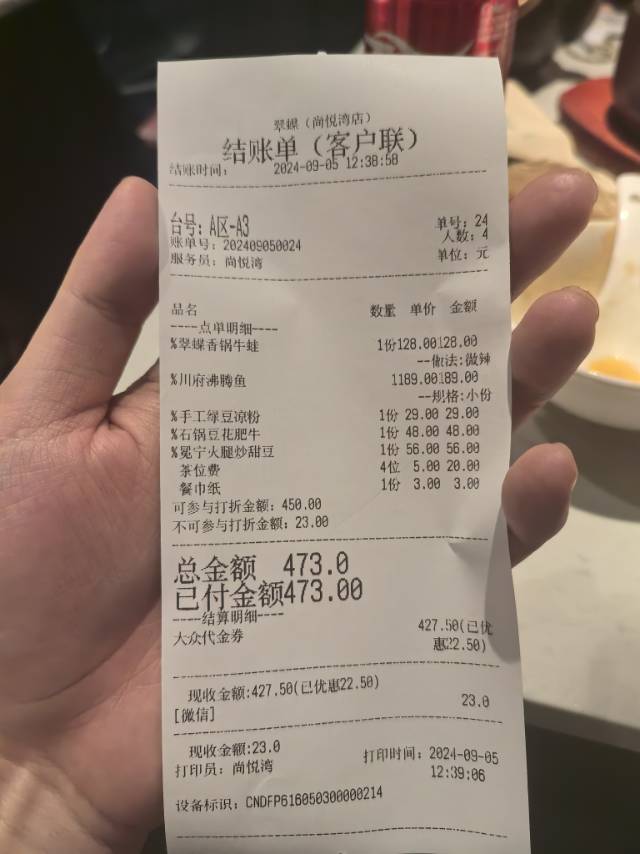 翠蝶（尚悦湾店）
结账单（客户联）
结账时间： 2024-09-05 12:38:58
台号：A区-A3 单号：24
账单号：202409050024 人数：4
服务员：尚悦湾 单位：元
品名 数量 单价 金额
----点单明细----
%翠蝶香锅牛蛙 1份128.00128.00
--做法:微辣
%川府沸腾鱼 1189.00189.00
--规格:小份
%手工绿豆凉粉 1份 29.00 29.00
%石锅豆花肥牛 1份 48.00 48.00
%冕宁火腿炒甜豆 1份 56.00 56.00
茶位费 4位 5.00 20.00
餐巾纸 1份 3.00 3.00
可参与打折金额：450.00
不可参与打折金额：23.00
总金额 473.0
已付金额473.00
----结算明细----
大众代金券 427.50(已优
惠22.50)
现收金额:427.50(已优惠22.50)
[微信] 23.0
现收金额:23.0
打印员：尚悦湾 打印时间：2024-09-05
12:39:06
设备标识：CNDFP616050300000214